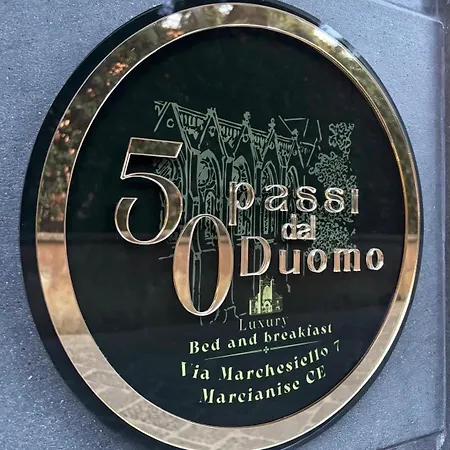 50 passi
dal
Duomo
Luxury
Bed and breakfast
Via Marchesiello 7
Marcianise CE